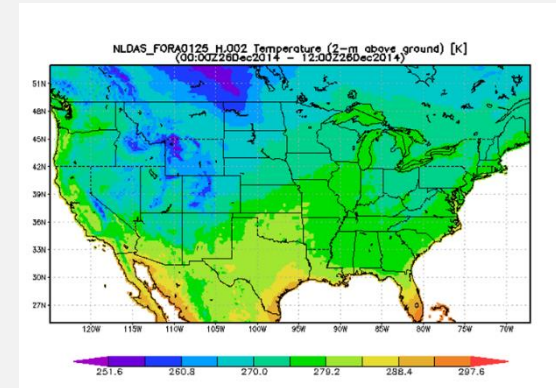 NLDAS_FORA0125_H.002 Temperature (2-m above ground) [K]
(00:00Z26Dec2014 - 12:00Z26Dec2014)
51N
48N
45N
42N
39N
36N
33N
30N
27N
120W 115W 110W 105W 100W 95W 90W 85W 80W 75W 70W
251.6 260.8 270.0 279.2 288.4 297.6